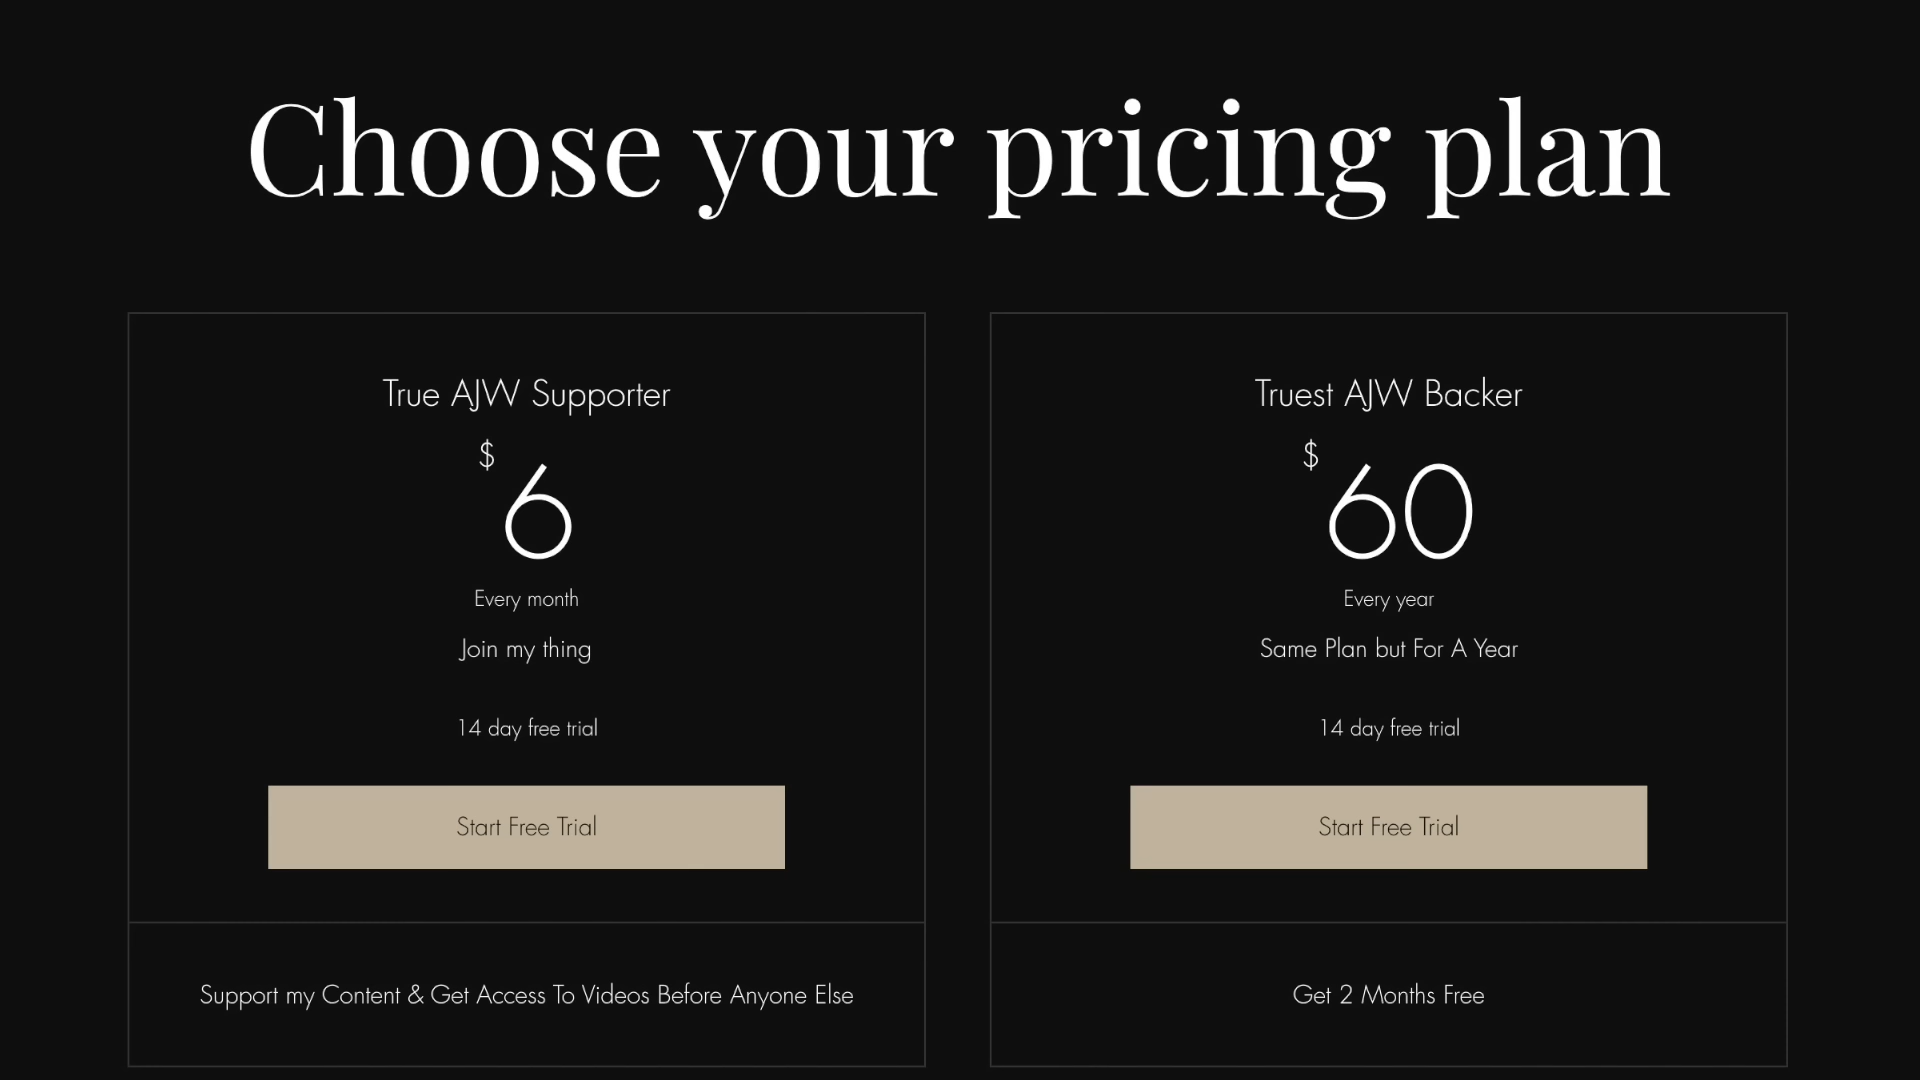 Choose your pricing plan
True AJW Supporter
$6
Every month
Join my thing
14 day free trial
Start Free Trial
Support my Content & Get Access To Videos Before Anyone Else
Truest AJW Backer
$60
Every year
Same Plan but For A Year
14 day free trial
Start Free Trial
Get 2 Months Free